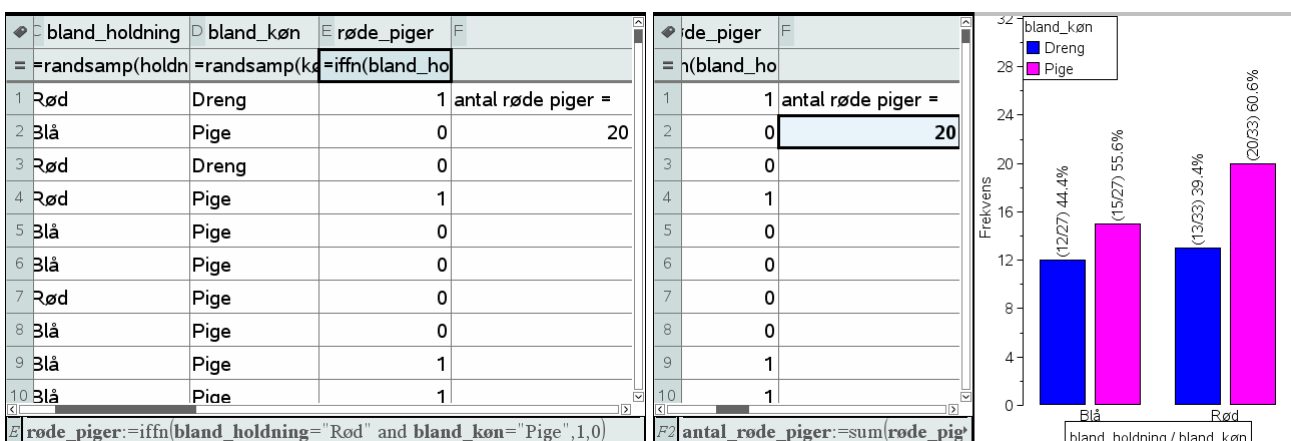 C bland_holdning D bland_køn E røde_piger F
= =randsamp(holdn =randsamp(kø =iffn(bland_ho
1 Rød Dreng 1 antal røde piger =
2 Blå Pige 0 20
3 Rød Dreng 0
4 Rød Pige 1
5 Blå Pige 0
6 Blå Pige 0
7 Rød Pige 0
8 Blå Pige 0
9 Blå Pige 1
10 Blå Pige 1
E røde_piger:=iffn(bland_holdning="Rød" and bland_køn="Pige",1,0)
øde_piger F
= n(bland_ho
1 1 antal røde piger =
2 0 20
3 0
4 1
5 0
6 0
7 0
8 0
9 1
10 1
F2 antal_røde_piger:=sum(røde_pig
bland_køn
Dreng
Pige
Frekvens
32
28
24
20
16
12
8
4
0
(12/27) 44.4%
(15/27) 55.6%
(13/33) 39.4%
(20/33) 60.6%
Blå Rød
bland_holdning / bland_køn